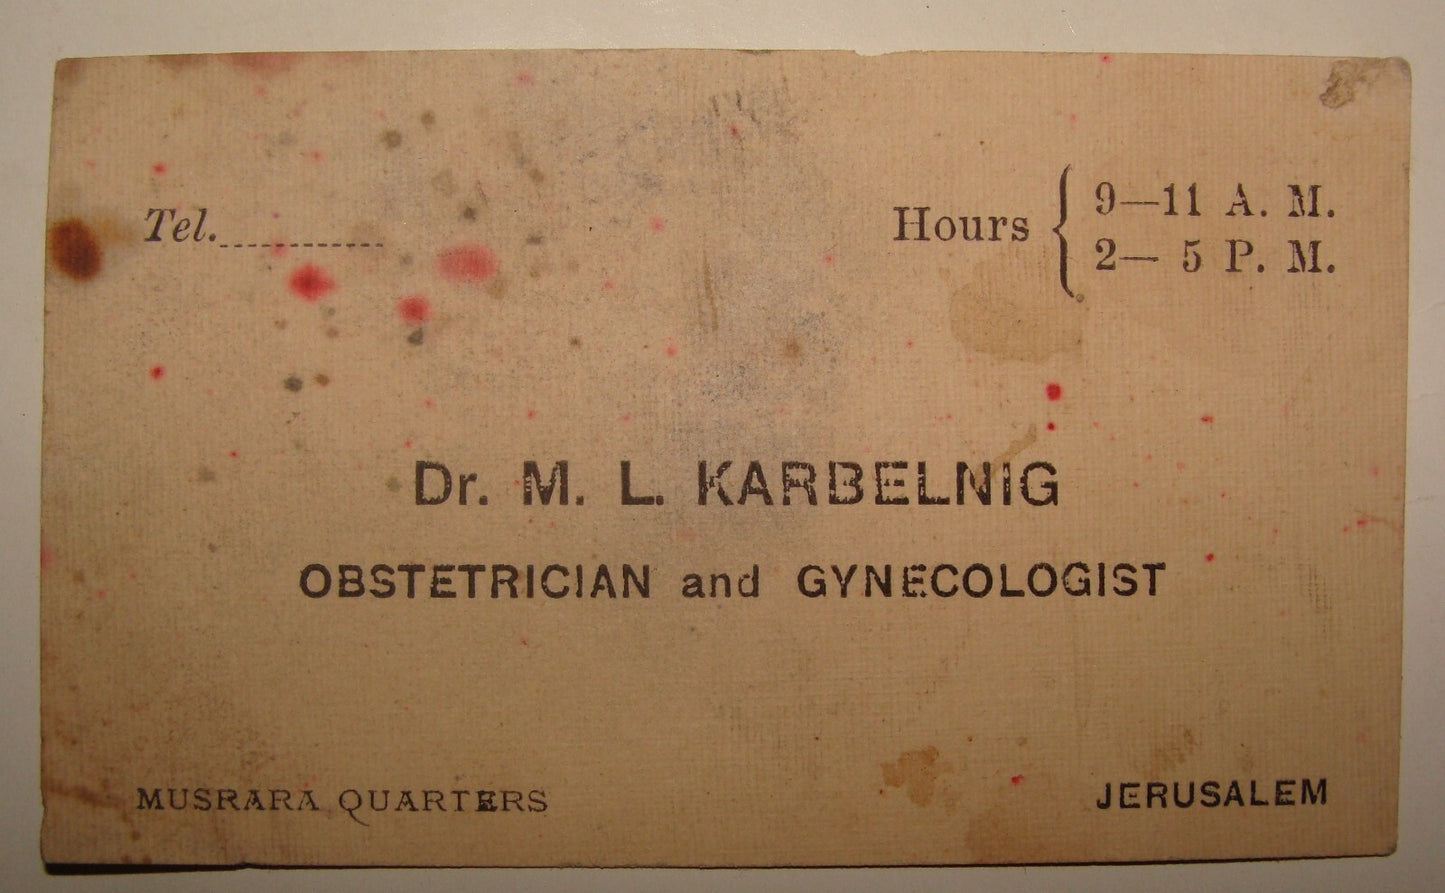 Tel.............
Hours { 9—11 A. M.
2— 5 P. M.
Dr. M. L. KARBELNIG
OBSTETRICIAN and GYNECOLOGIST
MUSRARA QUARTERS
JERUSALEM